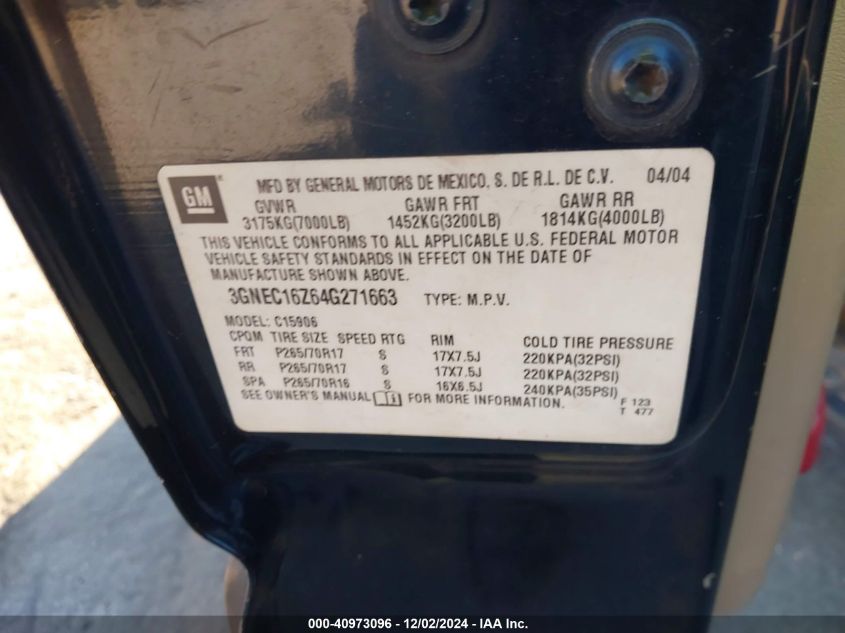 GM
MFD BY GENERAL MOTORS DE MEXICO, S. DE R.L. DE C.V. 04/04
GVWR GAWR FRT GAWR RR
3175KG(7000LB) 1452KG(3200LB) 1814KG(4000LB)
THIS VEHICLE CONFORMS TO ALL APPLICABLE U.S. FEDERAL MOTOR
VEHICLE SAFETY STANDARDS IN EFFECT ON THE DATE OF
MANUFACTURE SHOWN ABOVE.
3GNEC16Z64G271663 TYPE: M.P.V.
MODEL: C15906
CPQM TIRE SIZE SPEED RTG RIM COLD TIRE PRESSURE
FRT P265/70R17 S 17X7.5J 220KPA(32PSI)
RR P265/70R17 S 17X7.5J 220KPA(32PSI)
SPA P265/70R16 S 16X6.5J 240KPA(35PSI)
SEE OWNER'S MANUAL FOR MORE INFORMATION.
F 123
T 477
000-40973096 - 12/02/2024 - IAA Inc.